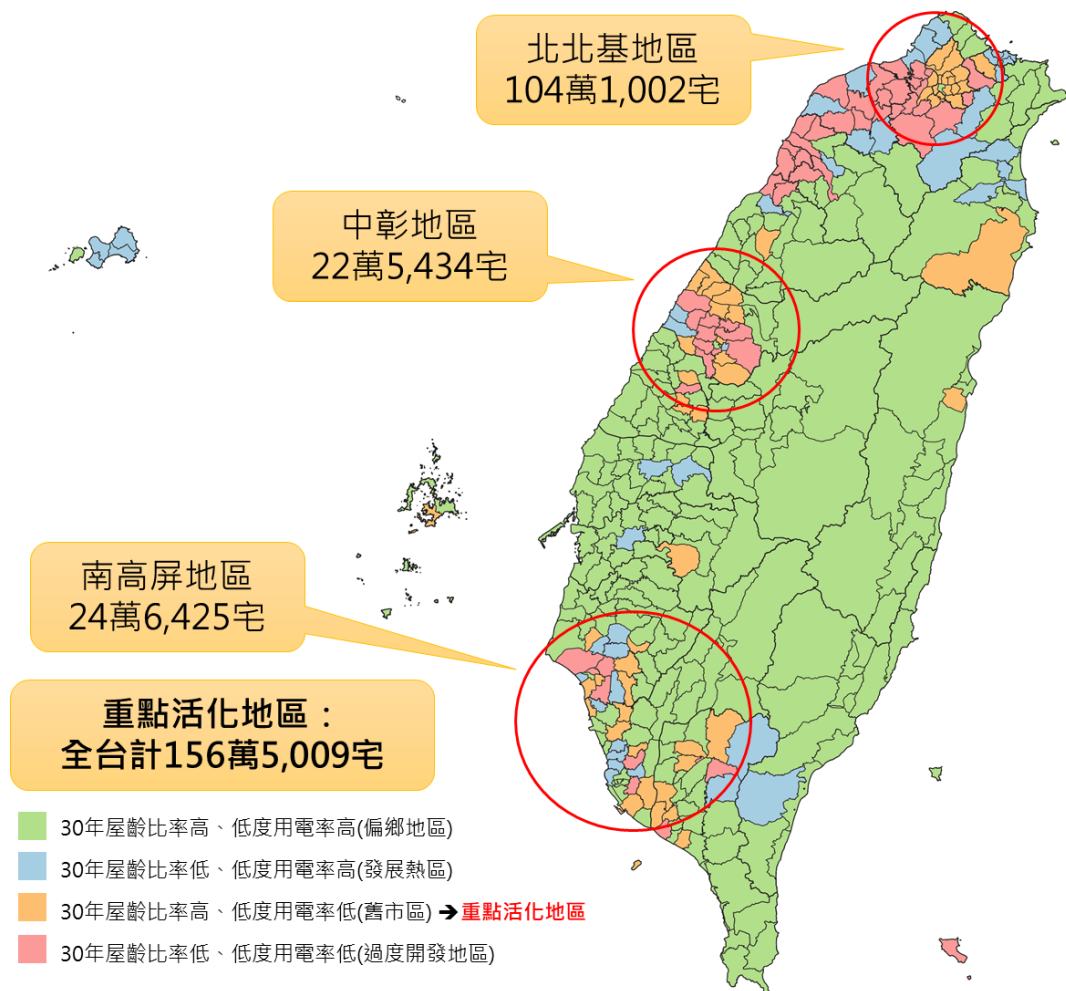 北北基地區
104萬1,002宅
中彰地區
22萬5,434宅
南高屏地區
24萬6,425宅
重點活化地區：
全台計156萬5,009宅
30年屋齡比率高、低度用電率高(偏鄉地區)
30年屋齡比率低、低度用電率高(發展熱區)
30年屋齡比率高、低度用電率低(舊市區) ➔重點活化地區
30年屋齡比率低、低度用電率低(過度開發地區)